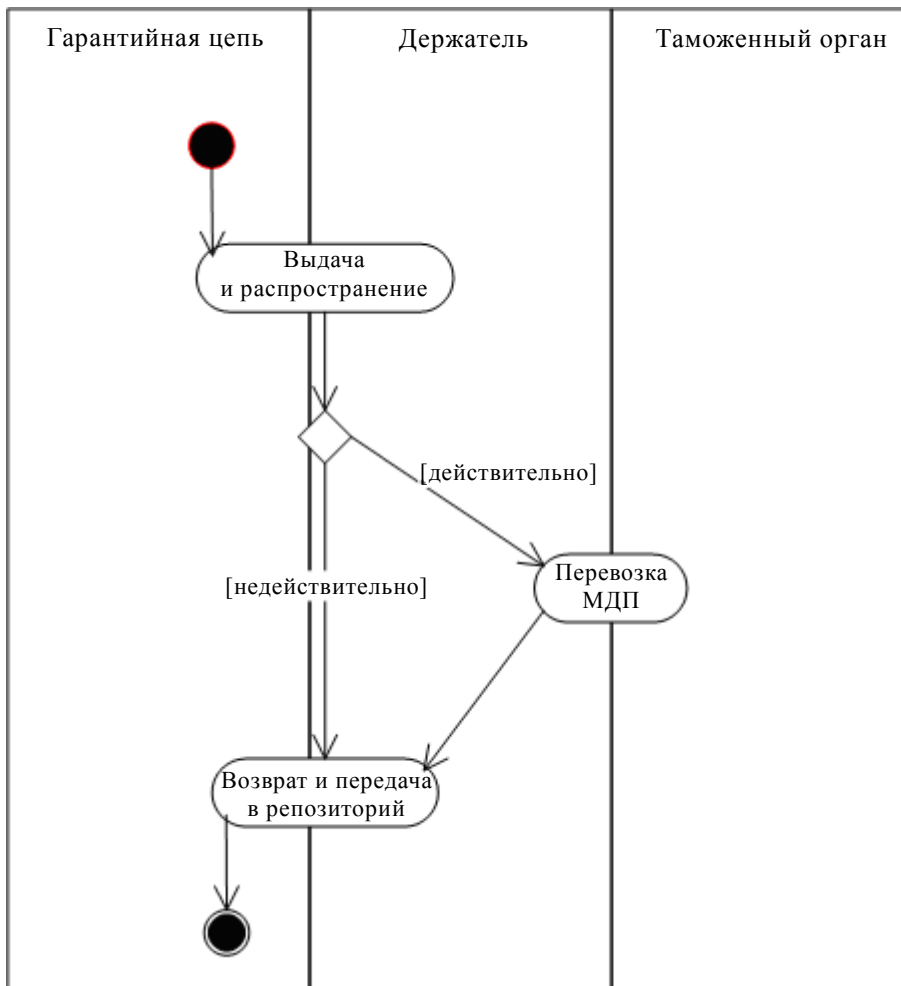 Гарантийная цепь
Держатель
Таможенный орган
Выдача
и распространение
[действительно]
[недействительно]
Перевозка
МДП
Возврат и передача
в репозиторий